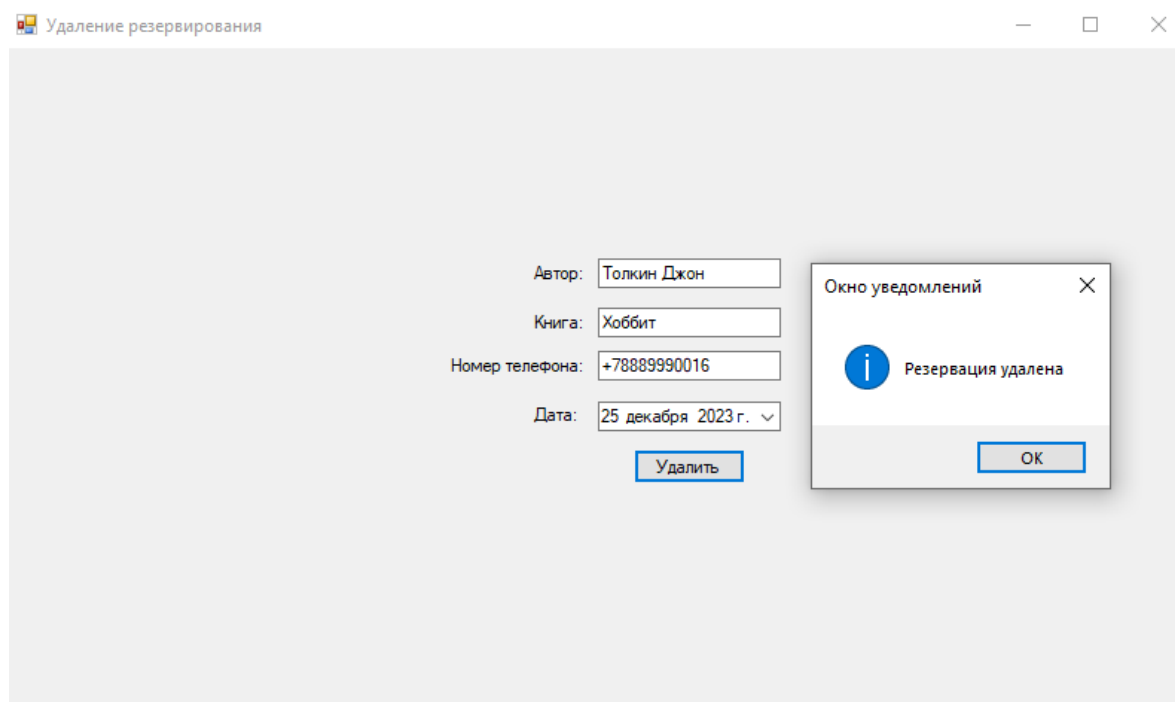 Удаление резервирования
Автор: Толкин Джон
Книга: Хоббит
Номер телефона: +78889990016
Дата: 25 декабря 2023 г.
Удалить
Окно уведомлений
Резервация удалена
ОК